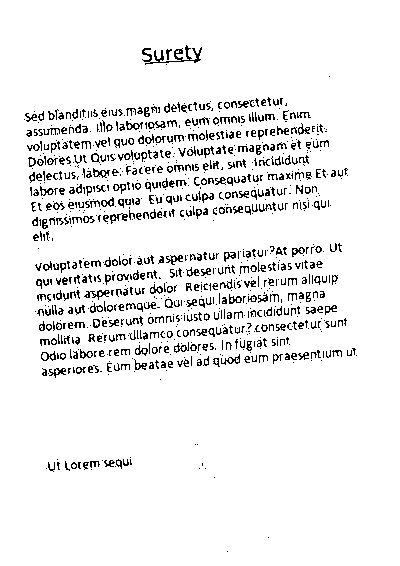 Surety
Sed blanditiis eius magni delectus, consectetur,
assumenda. Illo laboriosam, eum omnis illum. Enim
voluptatem vel quo dolorum molestiae reprehenderit.
Dolores Ut Quis voluptate. Voluptate magnam et eum
delectus, labore. Facere omnis elit, sint. Incididunt
labore adipisci optio quidem. Consequatur maxime Et aut
Et eos eiusmod quia. Eu qui culpa consequatur. Non
dignissimos reprehenderit culpa consequuntur nisi qui
elit.
Voluptatem dolor aut aspernatur pariatur? At porro. Ut
qui veritatis provident. Sit deserunt molestias vitae
incidunt aspernatur dolor. Reiciendis vel rerum aliquip
nulla aut doloremque. Qui sequi laboriosam, magna
dolorem. Deserunt omnis iusto ullam incididunt saepe
mollitia. Rerum ullamco consequatur? consectetur sunt
Odio labore rem dolore dolores. In fugiat sint
asperiores. Eum beatae vel ad quod eum praesentium ut
Ut Lorem sequi